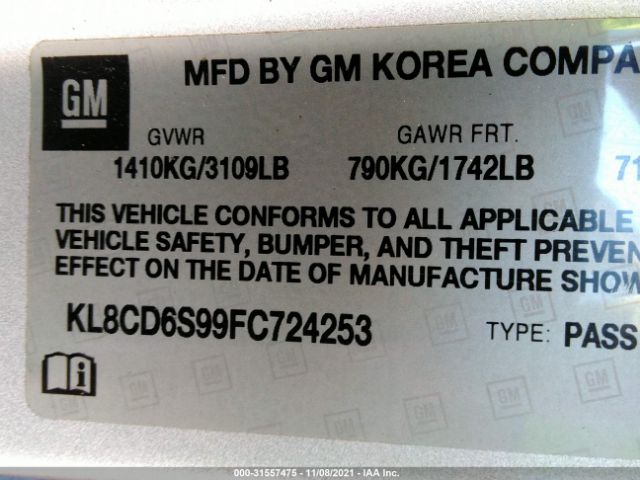 GM
MFD BY GM KOREA COMPA
GVWR GAWR FRT.
1410KG/3109LB 790KG/1742LB 71
THIS VEHICLE CONFORMS TO ALL APPLICABLE
VEHICLE SAFETY, BUMPER, AND THEFT PREVEN
EFFECT ON THE DATE OF MANUFACTURE SHOW
KL8CD6S99FC724253 TYPE: PASS
000-31557475 - 11/08/2021 - IAA Inc.